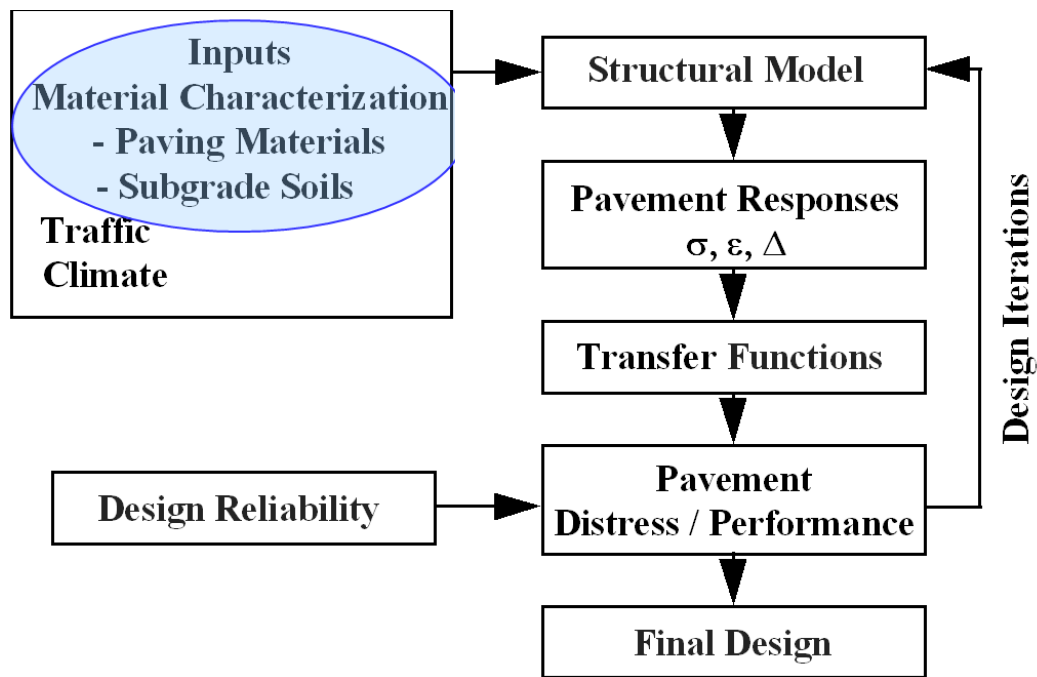 Inputs
Material Characterization
- Paving Materials
- Subgrade Soils
Traffic
Climate
Structural Model
Pavement Responses
σ, ε, Δ
Transfer Functions
Design Reliability
Pavement
Distress / Performance
Final Design
Design Iterations